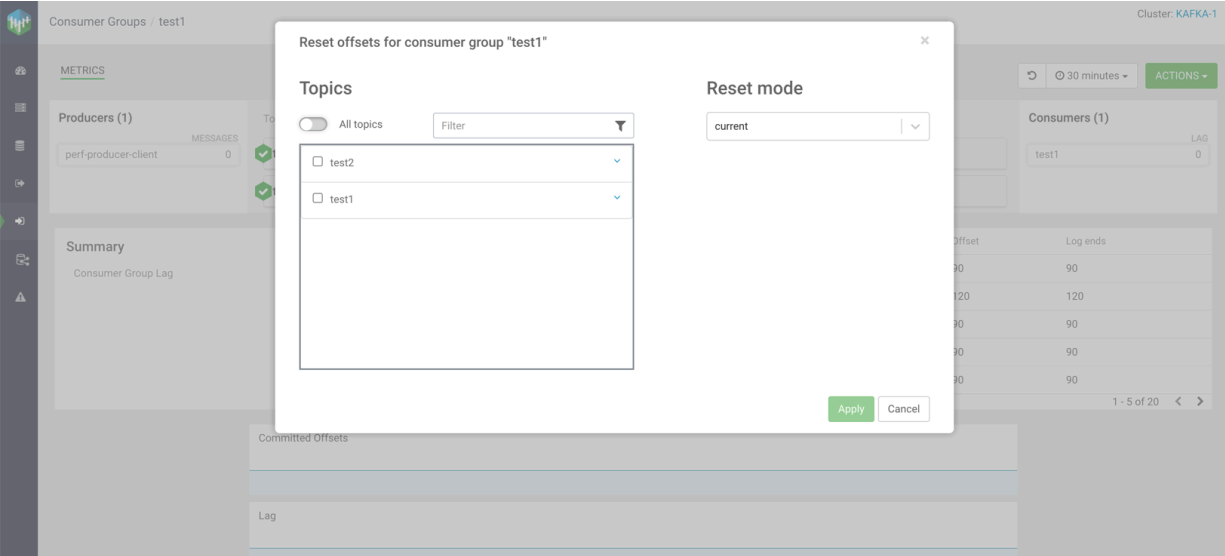 Consumer Groups / test1
Cluster: KAFKA-1
Reset offsets for consumer group "test1"
×
METRICS
30 minutes
ACTIONS
Topics
Reset mode
All topics
Filter
current
Producers (1)
MESSAGES
perf-producer-client 0
To
Consumers (1)
LAG
test1 0
test2
test1
Summary
Consumer Group Lag
Offset Log ends
90 90
120 120
90 90
90 90
90 90
1 - 5 of 20
Apply
Cancel
Committed Offsets
Lag